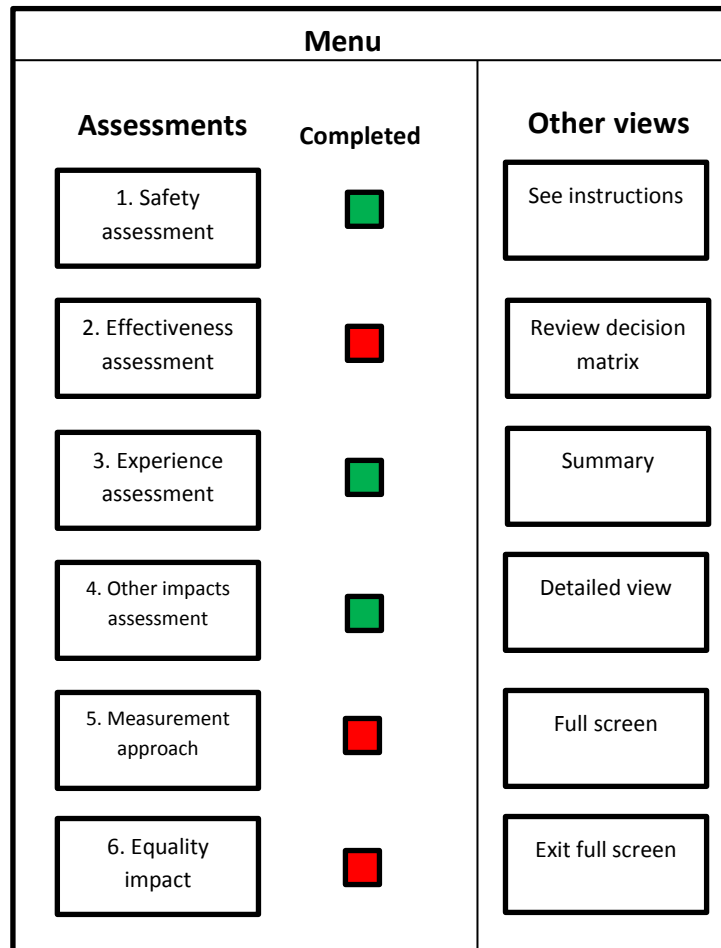 Menu
Assessments
Completed
1. Safety
assessment
2. Effectiveness
assessment
3. Experience
assessment
4. Other impacts
assessment
5. Measurement
approach
6. Equality
impact
Other views
See instructions
Review decision
matrix
Summary
Detailed view
Full screen
Exit full screen